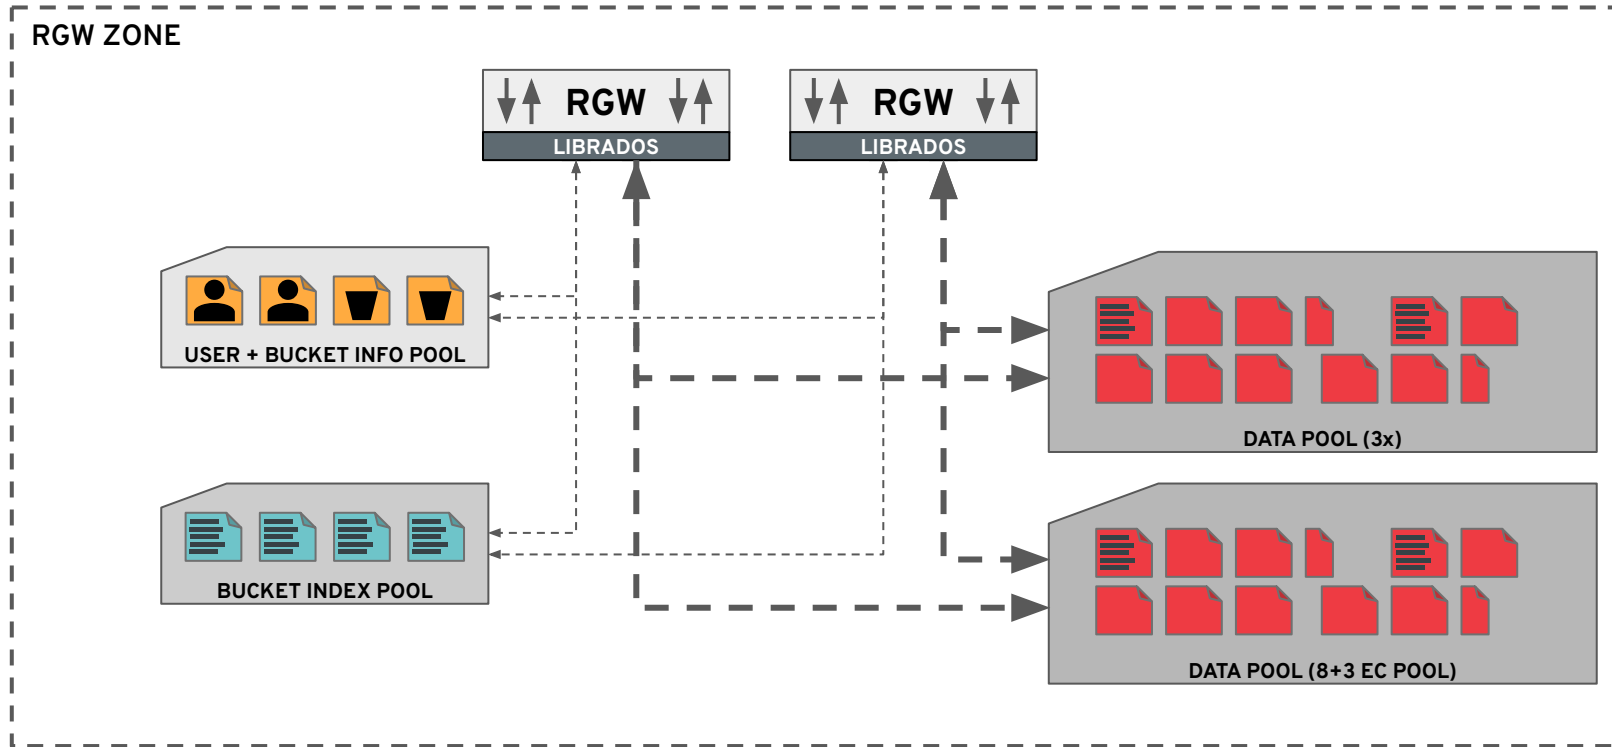 RGW ZONE
RGW
LIBRADOS
RGW
LIBRADOS
USER + BUCKET INFO POOL
DATA POOL (3x)
BUCKET INDEX POOL
DATA POOL (8+3 EC POOL)